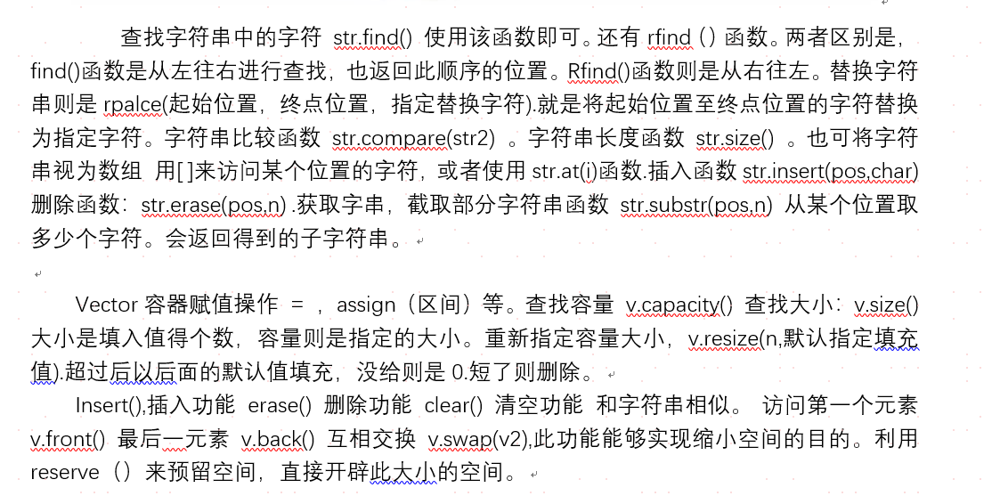 查找字符串中的字符 str.find() 使用该函数即可。还有 rfind（）函数。两者区别是，
find()函数是从左往右进行查找，也返回此顺序的位置。Rfind()函数则是从右往左。替换字符
串则是 rpalce(起始位置，终点位置，指定替换字符).就是将起始位置至终点位置的字符替换
为指定字符。字符串比较函数 str.compare(str2) 。字符串长度函数 str.size() 。也可将字符
串视为数组 用[]来访问某个位置的字符，或者使用 str.at(i)函数.插入函数 str.insert(pos,char)
删除函数：str.erase(pos,n) .获取字串，截取部分字符串函数 str.substr(pos,n) 从某个位置取
多少个字符。会返回得到的子字符串。
Vector 容器赋值操作 = ，assign（区间）等。查找容量 v.capacity() 查找大小：v.size()
大小是填入值得个数，容量则是指定的大小。重新指定容量大小，v.resize(n,默认指定填充
值).超过后以后面的默认值填充，没给则是 0.短了则删除。
Insert(),插入功能 erase() 删除功能 clear() 清空功能 和字符串相似。 访问第一个元素
v.front() 最后一元素 v.back() 互相交换 v.swap(v2),此功能能够实现缩小空间的目的。利用
reserve（）来预留空间，直接开辟此大小的空间。